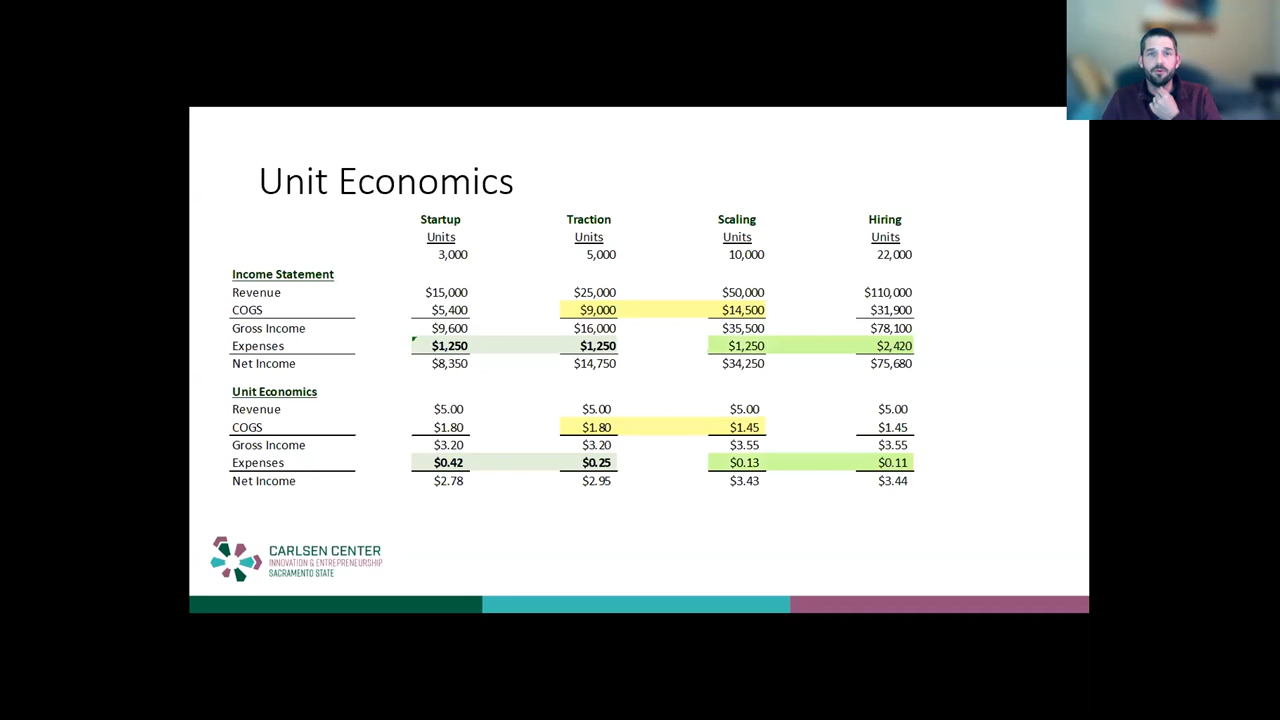 Unit Economics
Startup Traction Scaling Hiring
Units Units Units Units
3,000 5,000 10,000 22,000
Income Statement
Revenue $15,000 $25,000 $50,000 $110,000
COGS $5,400 $9,000 $14,500 $31,900
Gross Income $9,600 $16,000 $35,500 $78,100
Expenses $1,250 $1,250 $1,250 $2,420
Net Income $8,350 $14,750 $34,250 $75,680
Unit Economics
Revenue $5.00 $5.00 $5.00 $5.00
COGS $1.80 $1.80 $1.45 $1.45
Gross Income $3.20 $3.20 $3.55 $3.55
Expenses $0.42 $0.25 $0.13 $0.11
Net Income $2.78 $2.95 $3.43 $3.44
CARLSEN CENTER
INNOVATION & ENTREPRENEURSHIP
SACRAMENTO STATE